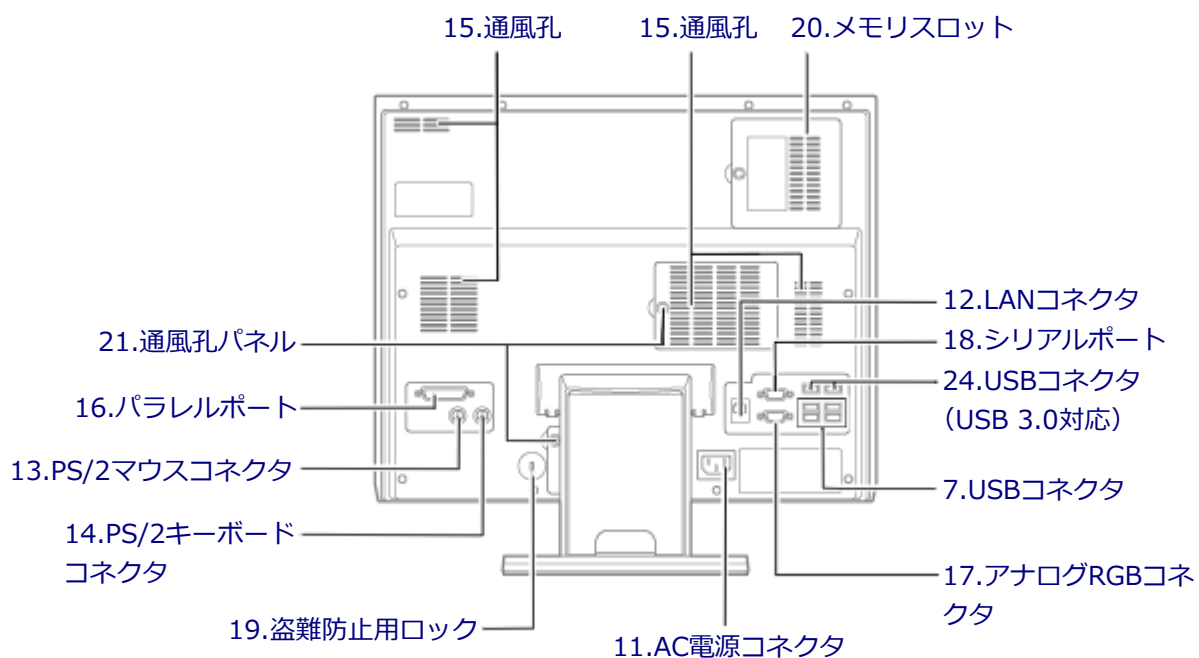 15.通風孔
15.通風孔
20.メモリスロット
12.LANコネクタ
18.シリアルポート
21.通風孔パネル
24.USBコネクタ
（USB 3.0対応）
16.パラレルポート
13.PS/2マウスコネクタ
7.USBコネクタ
14.PS/2キーボード
コネクタ
17.アナログRGBコネ
クタ
19.盗難防止用ロック
11.AC電源コネクタ